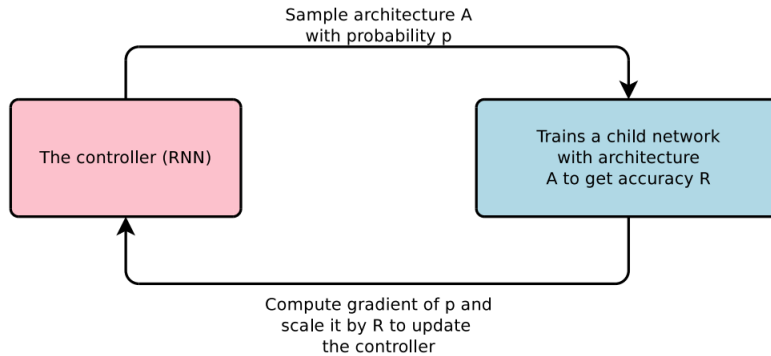 Sample architecture A
with probability p
The controller (RNN)
Trains a child network
with architecture
A to get accuracy R
Compute gradient of p and
scale it by R to update
the controller